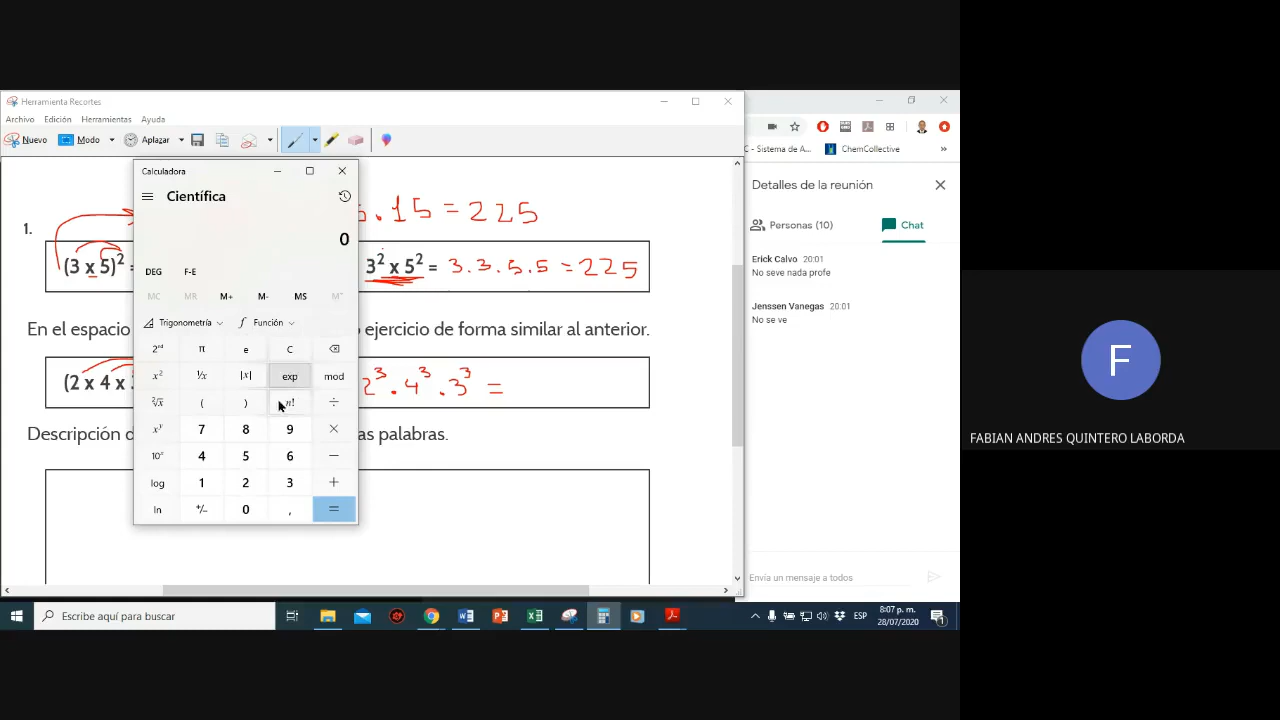 Herramienta Recortes
Archivo Edición Herramientas Ayuda
Nuevo Modo Aplazar
C - Sistema de A... ChemCollective »
Calculadora
Científica
0
DEG F-E
MC MR M+ M- MS M˅
Trigonometría Función
2ⁿᵈ π e C
x² ¹/x |x| exp mod
²√x ( ) n! ÷
xʸ 7 8 9 ×
10ˣ 4 5 6 −
log 1 2 3 +
ln +/− 0 , =
.15 = 225
1.
(3 x 5)² = 3² x 5² = 3.3.5.5 = 225
En el espacio ejercicio de forma similar al anterior.
(2 x 4 x 2³ . 4³ . 3³ =
Descripción d as palabras.
Detalles de la reunión
Personas (10) Chat
Erick Calvo 20:01
No seve nada profe
Jenssen Vanegas 20:01
No se ve
Envía un mensaje a todos
F
FABIAN ANDRES QUINTERO LABORDA
Escribe aquí para buscar
ESP
8:07 p. m.
28/07/2020